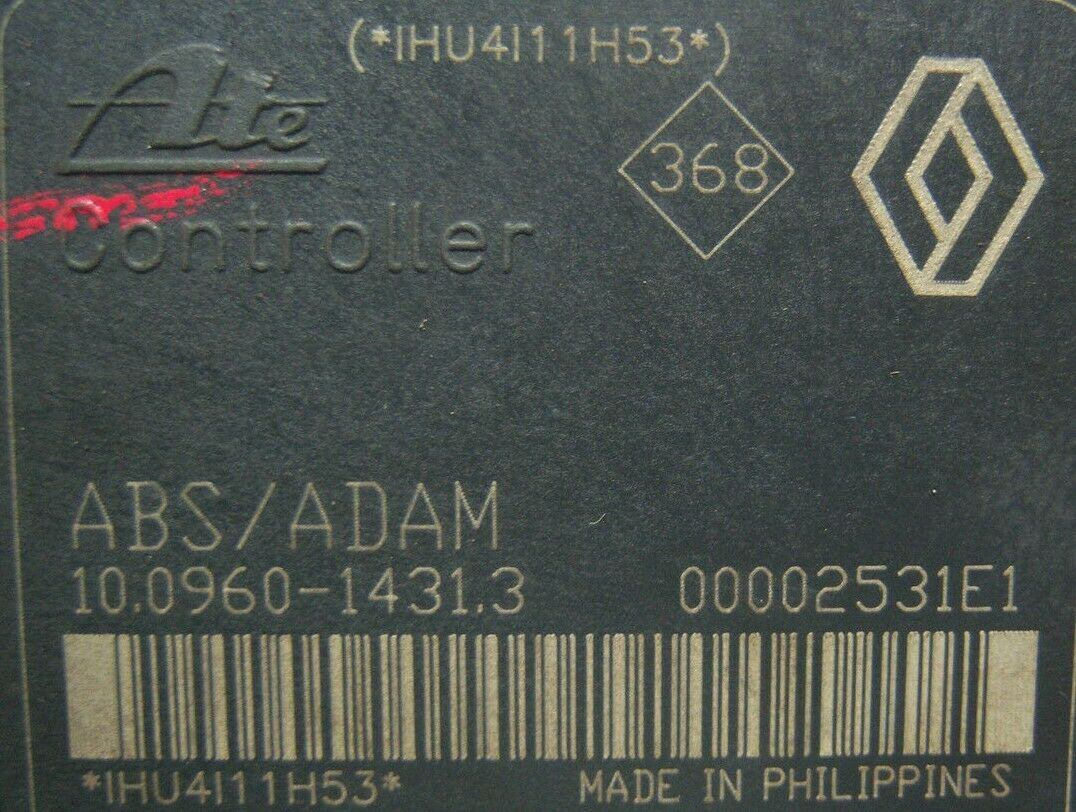 (*IHU4I11H53*)
Ate
368
Controller
ABS/ADAM
10.0960-1431.3 00002531E1
*IHU4I11H53* MADE IN PHILIPPINES